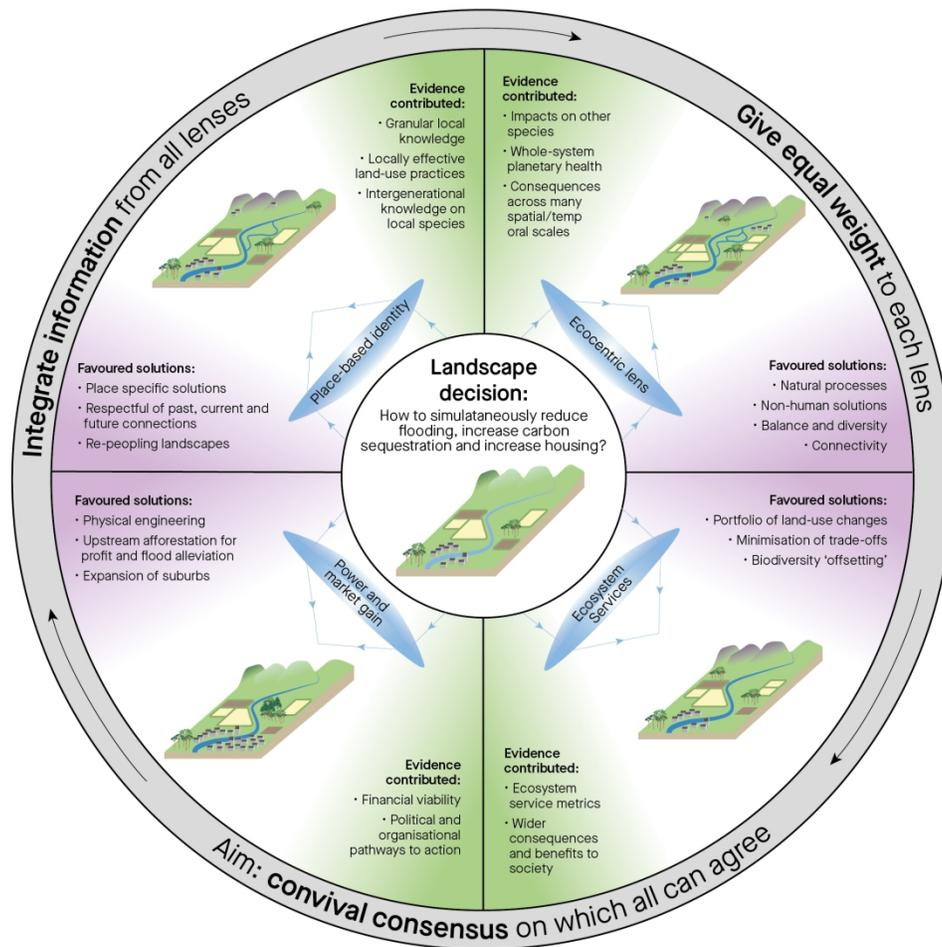 Integrate information from all lenses
Give equal weight to each lens
Evidence
contributed:
· Granular local
knowledge
· Locally effective
land-use practices
· Intergenerational
knowledge on
local species
Evidence
contributed:
· Impacts on other
species
· Whole-system
planetary health
· Consequences
across many
spatial/temp
oral scales
Place-based identity
Ecocentric lens
Favoured solutions:
· Place specific solutions
· Respectful of past, current and
future connections
· Re-peopling landscapes
Landscape
decision:
How to simulataneously reduce
flooding, increase carbon
sequestration and increase housing?
Favoured solutions:
· Natural processes
· Non-human solutions
· Balance and diversity
· Connectivity
Favoured solutions:
· Physical engineering
· Upstream afforestation for
profit and flood alleviation
· Expansion of suburbs
Favoured solutions:
· Portfolio of land-use changes
· Minimisation of trade-offs
· Biodiversity ‘offsetting’
Power and
market gain
Ecosystem
Services
Evidence
contributed:
· Financial viability
· Political and
organisational
pathways to action
Evidence
contributed:
· Ecosystem
service metrics
· Wider
consequences
and benefits to
society
Aim: convival consensus on which all can agree